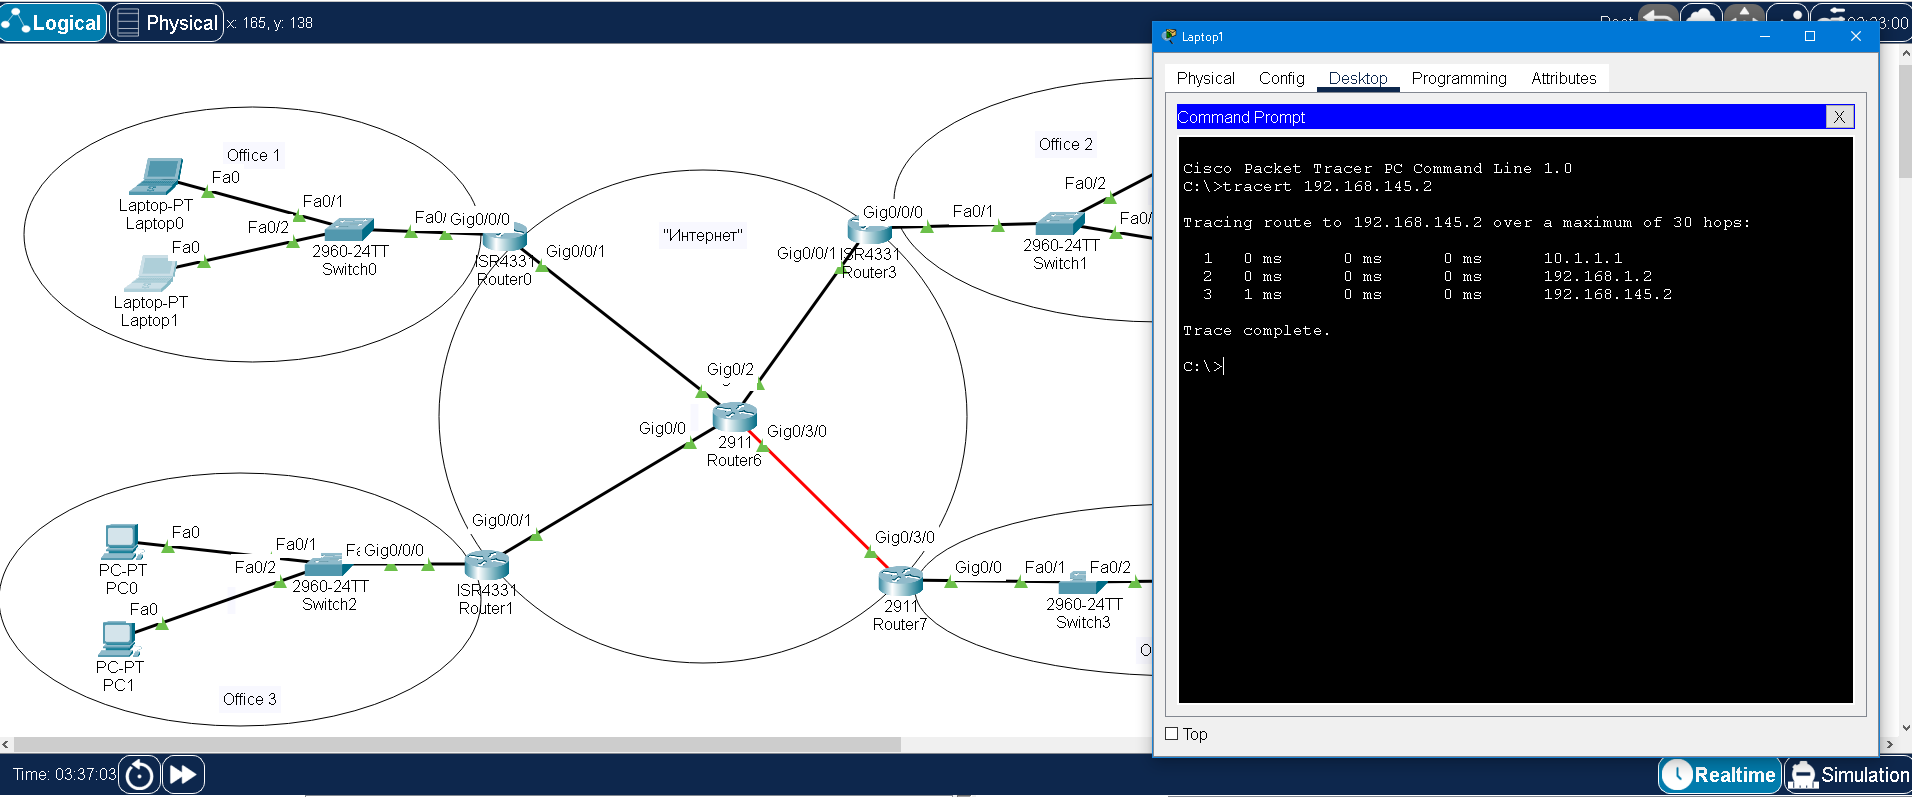 Logical
Physical
x: 165, y: 138
Laptop1
Physical Config Desktop Programming Attributes
Command Prompt
X
Cisco Packet Tracer PC Command Line 1.0
C:\>tracert 192.168.145.2
Tracing route to 192.168.145.2 over a maximum of 30 hops:
1 0 ms 0 ms 0 ms 10.1.1.1
2 0 ms 0 ms 0 ms 192.168.1.2
3 1 ms 0 ms 0 ms 192.168.145.2
Trace complete.
C:\>
Top
Office 1
Fa0
Laptop-PT
Laptop0
Fa0/1
Fa0/2
Fa0
Laptop-PT
Laptop1
2960-24TT
Switch0
Gig0/0/0
Gig0/0/1
ISR4331
Router0
"Интернет"
Office 2
Fa0/2
Gig0/0/0
Fa0/1
Gig0/0/1
ISR4331
Router3
2960-24TT
Switch1
Gig0/2
Gig0/0
Gig0/3/0
2911
Router6
Gig0/0/1
Fa0
PC-PT
PC0
Fa0/1
Fa0/2
Gig0/0/0
2960-24TT
Switch2
ISR4331
Router1
Fa0
PC-PT
PC1
Office 3
Gig0/3/0
Gig0/0
2911
Router7
Fa0/1
Fa0/2
2960-24TT
Switch3
Time: 03:37:03
Realtime
Simulation